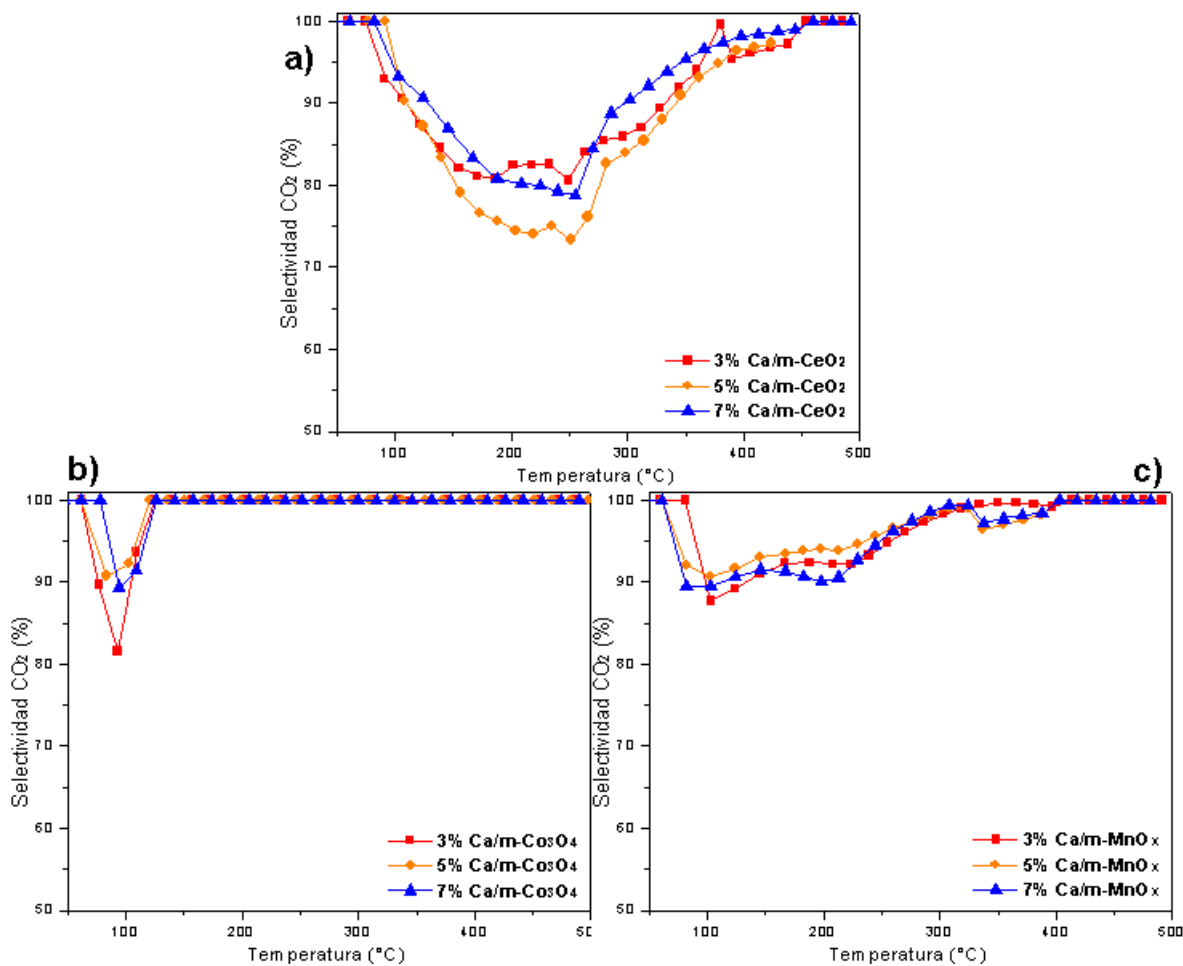 a)
Selectividad CO₂ (%)
100
90
80
70
60
50
3% Ca/m-CeO₂
5% Ca/m-CeO₂
7% Ca/m-CeO₂
100 200 300 400 500
Temperatura (°C)
b)
Selectividad CO₂ (%)
100
90
80
70
60
50
3% Ca/m-Co₃O₄
5% Ca/m-Co₃O₄
7% Ca/m-Co₃O₄
100 200 300 400 50
Temperatura (°C)
c)
Selectividad CO₂ (%)
100
90
80
70
60
50
3% Ca/m-MnOₓ
5% Ca/m-MnOₓ
7% Ca/m-MnOₓ
100 200 300 400 500
Temperatura (°C)